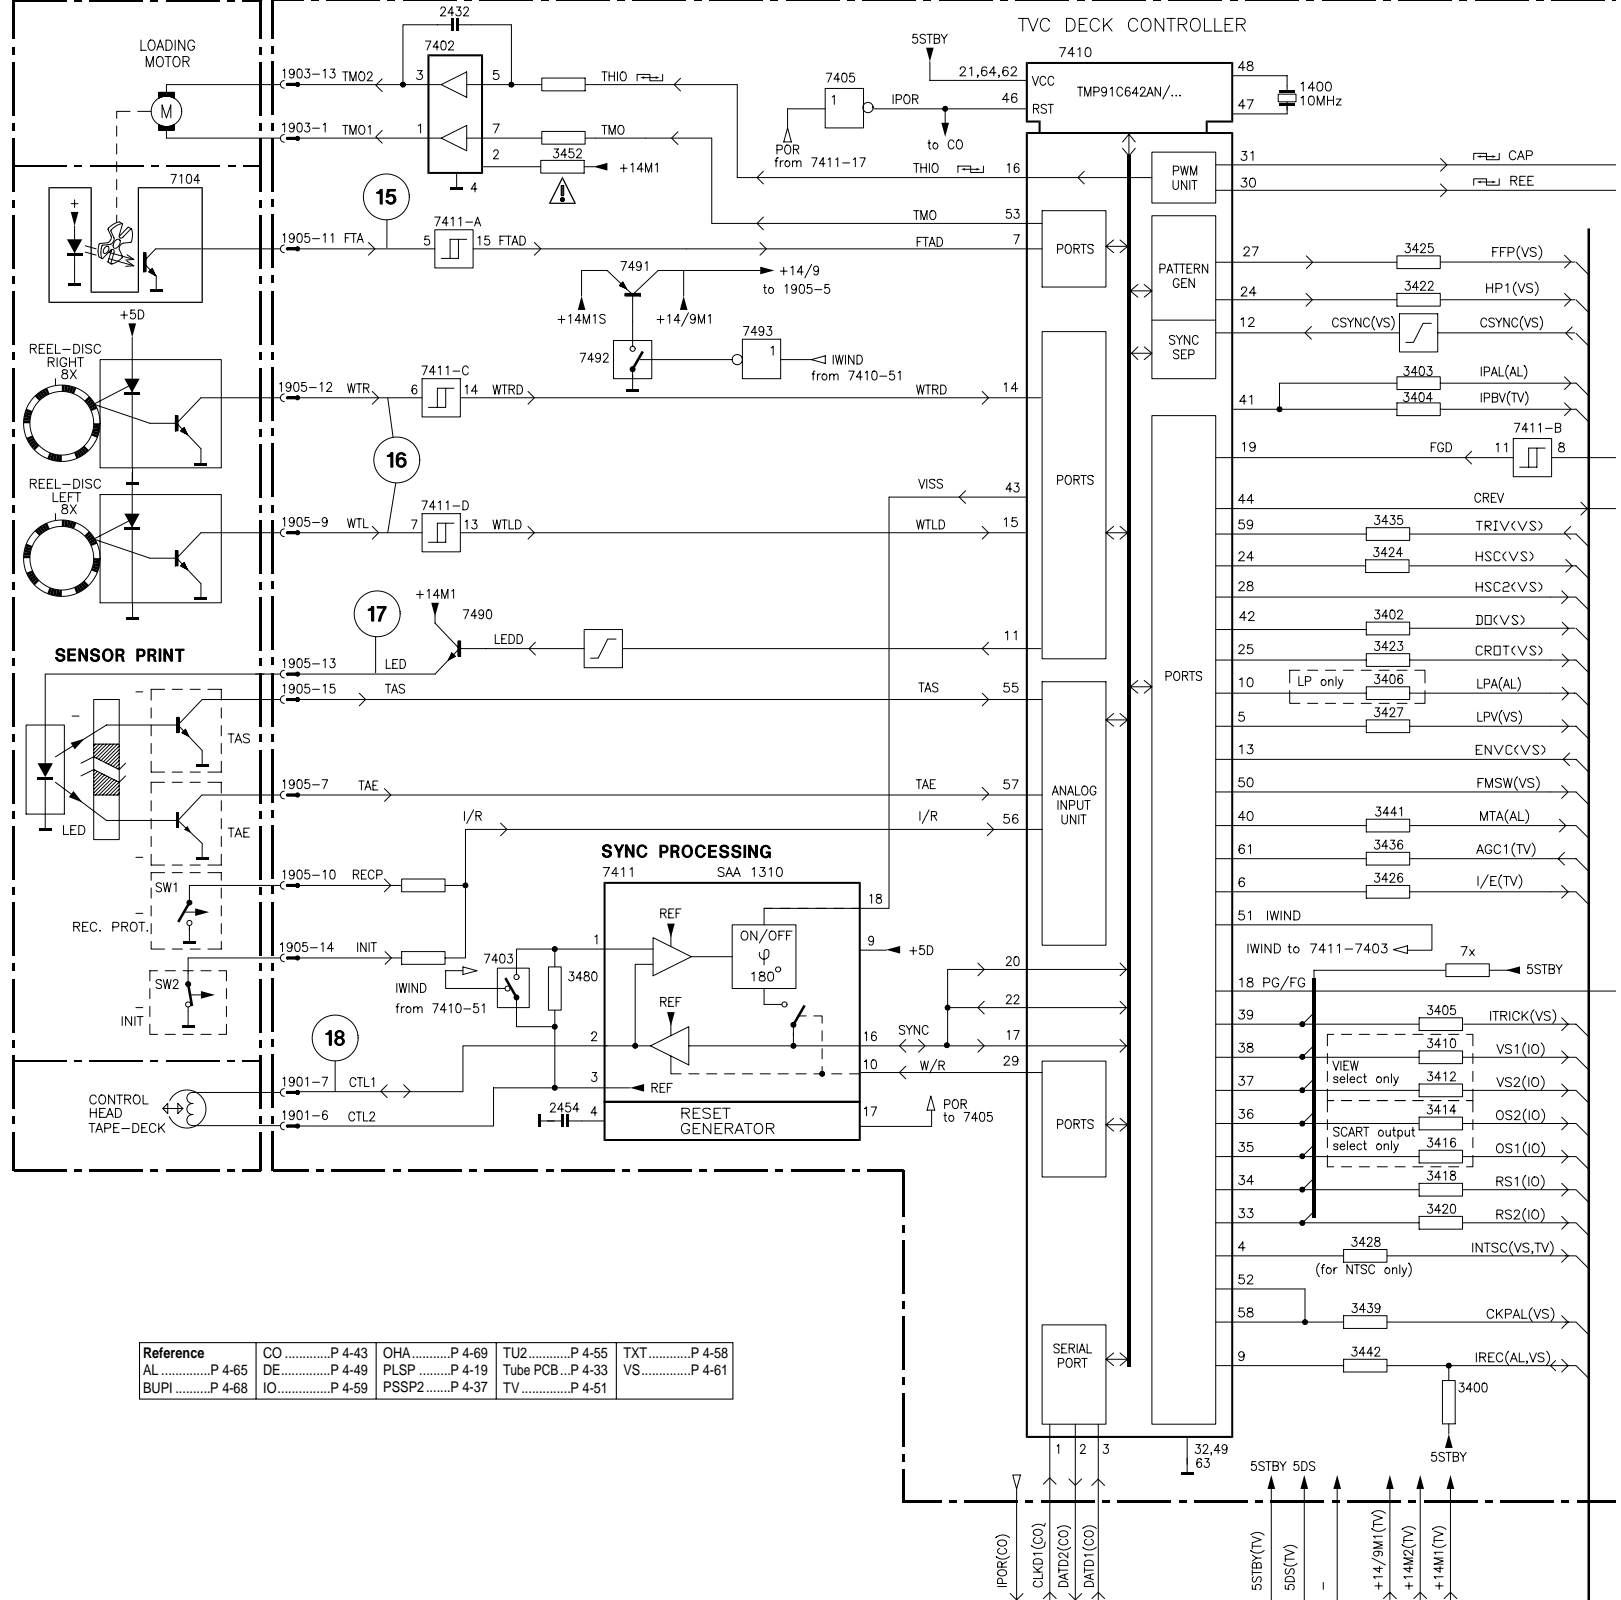 TVC DECK CONTROLLER
2432
7402
LOADING
MOTOR
M
1903-13 TMO2
3
5
THIO
1903-1 TMO1
1
7
TMO
2
3452
+14M1
4
5STBY
21,64,62
VCC
7410
TMP91C642AN/...
46
RST
7405
1
IPOR
to CO
POR
from 7411-17
48
47
1400
10MHz
THIO
16
PWM
UNIT
31
CAP
30
REE
7104
+
15
1905-11 FTA
7411-A
5
15 FTAD
TMO
53
FTAD
7
PORTS
PATTERN
GEN
27
3425
FFP(VS)
24
3422
HP1(VS)
SYNC
SEP
12
CSYNC(VS)
CSYNC(VS)
7491
+14/9
to 1905-5
+14M1S
+14/9M1
7492
7493
1
IWIND
from 7410-51
+5D
REEL-DISC
RIGHT
8X
1905-12 WTR
7411-C
6
14 WTRD
WTRD
14
3403
IPAL(AL)
41
3404
IPBV(TV)
16
7411-B
19
FGD
11
8
REEL-DISC
LEFT
8X
1905-9 WTL
7411-D
7
13 WTLD
VISS
43
WTLD
15
PORTS
44
CREV
59
3435
TRIV(VS)
24
3424
HSC(VS)
28
HSC2(VS)
42
3402
DO(VS)
25
3423
CROT(VS)
10
LP only
3406
LPA(AL)
5
3427
LPV(VS)
13
ENVC(VS)
50
FMSW(VS)
40
3441
MTA(AL)
61
3436
AGC1(TV)
6
3426
I/E(TV)
51 IWIND
IWIND to 7411-7403
7x
5STBY
18 PG/FG
PORTS
17
+14M1
7490
LEDD
11
SENSOR PRINT
1905-13
LED
1905-15
TAS
TAS
55
–
–
TAS
1905-7
TAE
TAE
57
I/R
I/R
56
ANALOG
INPUT
UNIT
LED
TAE
–
SW1
–
REC. PROT.
1905-10 RECP
SW2
–
INIT
1905-14 INIT
SYNC PROCESSING
7411
SAA 1310
REF
ON/OFF
φ
180°
REF
1
2
3
REF
4
18
9
+5D
16
SYNC
10
W/R
17
7403
3480
IWIND
from 7410-51
20
22
17
29
RESET
GENERATOR
2454
POR
to 7405
PORTS
18
CONTROL
HEAD
TAPE-DECK
1901-7 CTL1
1901-6 CTL2
39
3405
ITRICK(VS)
38
3410
VS1(IO)
VIEW
select only
37
3412
VS2(IO)
36
3414
OS2(IO)
SCART output
select only
35
3416
OS1(IO)
34
3418
RS1(IO)
33
3420
RS2(IO)
4
3428
INTSC(VS,TV)
(for NTSC only)
52
58
3439
CKPAL(VS)
9
3442
IREC(AL,VS)
3400
5STBY
SERIAL
PORT
1
2
3
32,49
63
5STBY 5DS
IPOR(CO)
CLKD1(CO)
DATD2(CO)
DATD1(CO)
5STBY(TV)
5DS(TV)
–
+14/9M1(TV)
+14M2(TV)
+14M1(TV)
Reference CO .............P 4-43 OHA............P 4-69 TU2.............P 4-55 TXT ............P 4-58
AL ..............P 4-65 DE..............P 4-49 PLSP ..........P 4-19 Tube PCB...P 4-33 VS..............P 4-61
BUPI ..........P 4-68 IO...............P 4-59 PSSP2 .......P 4-37 TV ..............P 4-51